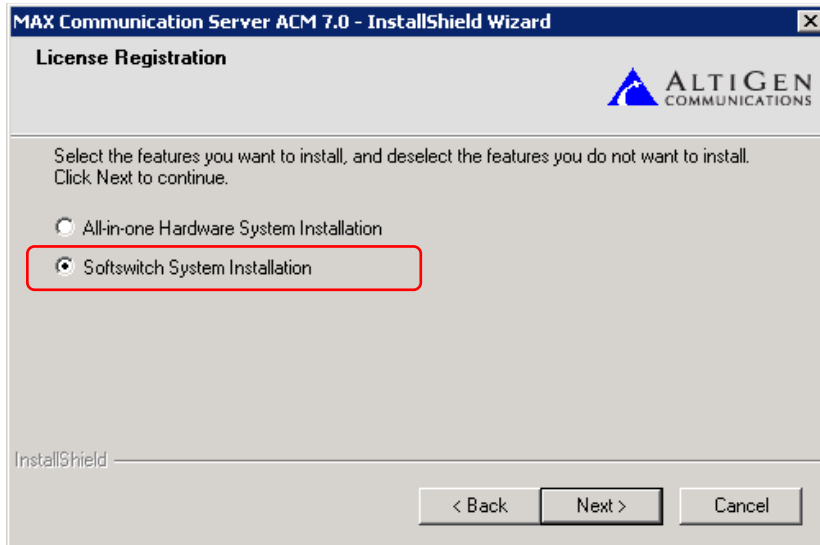 MAX Communication Server ACM 7.0 - InstallShield Wizard
License Registration
ALTIGEN
COMMUNICATIONS
Select the features you want to install, and deselect the features you do not want to install.
Click Next to continue.
All-in-one Hardware System Installation
Softswitch System Installation
InstallShield
< Back
Next >
Cancel